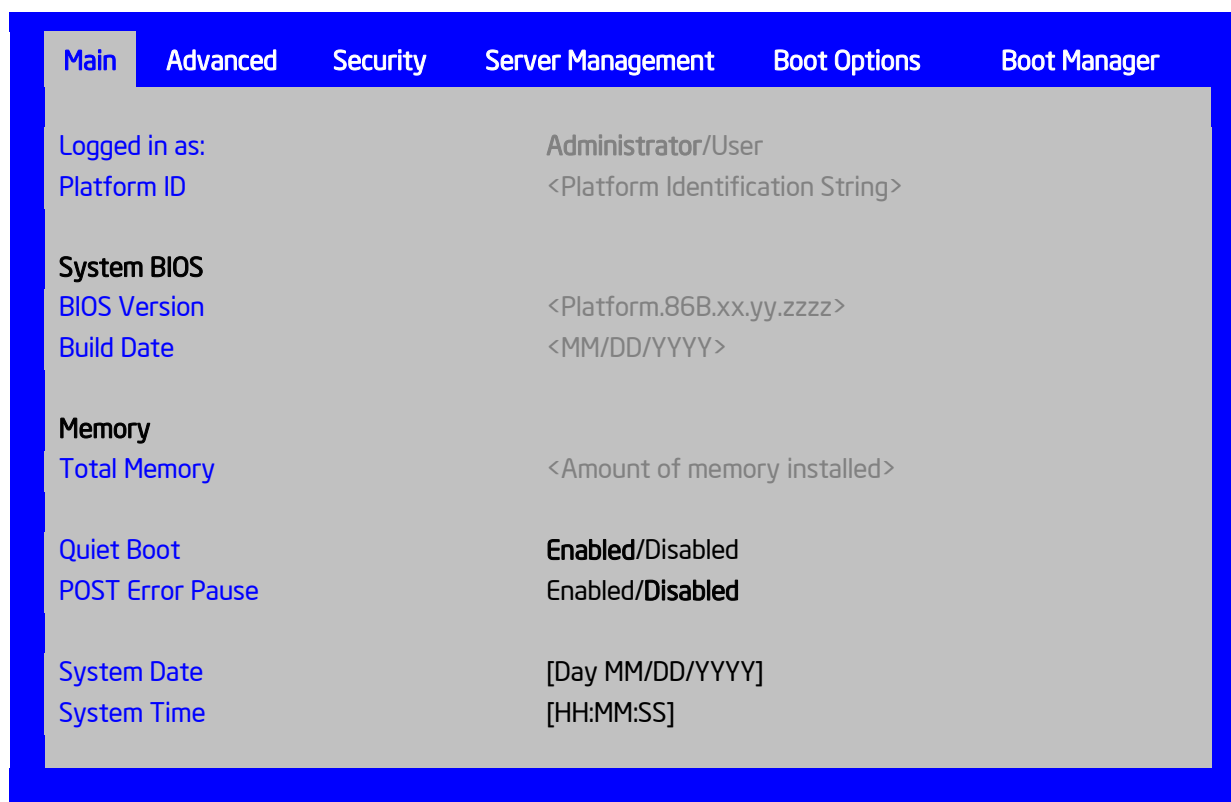 Main Advanced Security Server Management Boot Options Boot Manager
Logged in as: Administrator/User
Platform ID <Platform Identification String>
System BIOS
BIOS Version <Platform.86B.xx.yy.zzzz>
Build Date <MM/DD/YYYY>
Memory
Total Memory <Amount of memory installed>
Quiet Boot Enabled/Disabled
POST Error Pause Enabled/Disabled
System Date [Day MM/DD/YYYY]
System Time [HH:MM:SS]